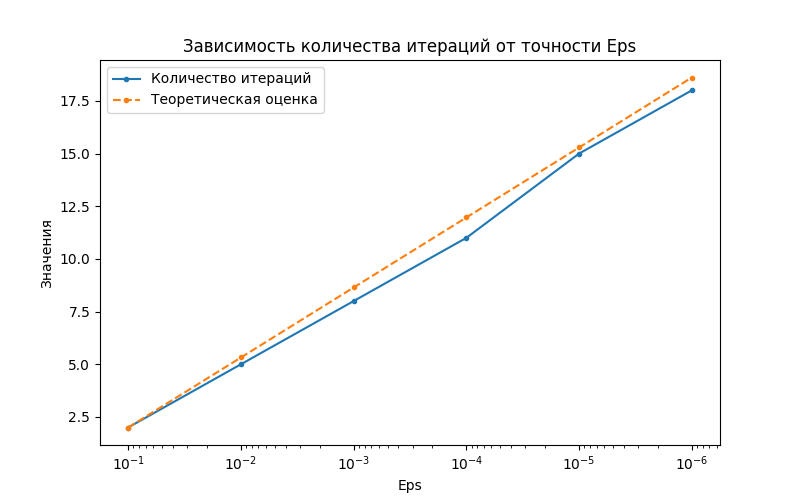 Зависимость количества итераций от точности Eps
Количество итераций
Теоретическая оценка
Значения
17.5
15.0
12.5
10.0
7.5
5.0
2.5
10⁻¹ 10⁻² 10⁻³ 10⁻⁴ 10⁻⁵ 10⁻⁶
Eps